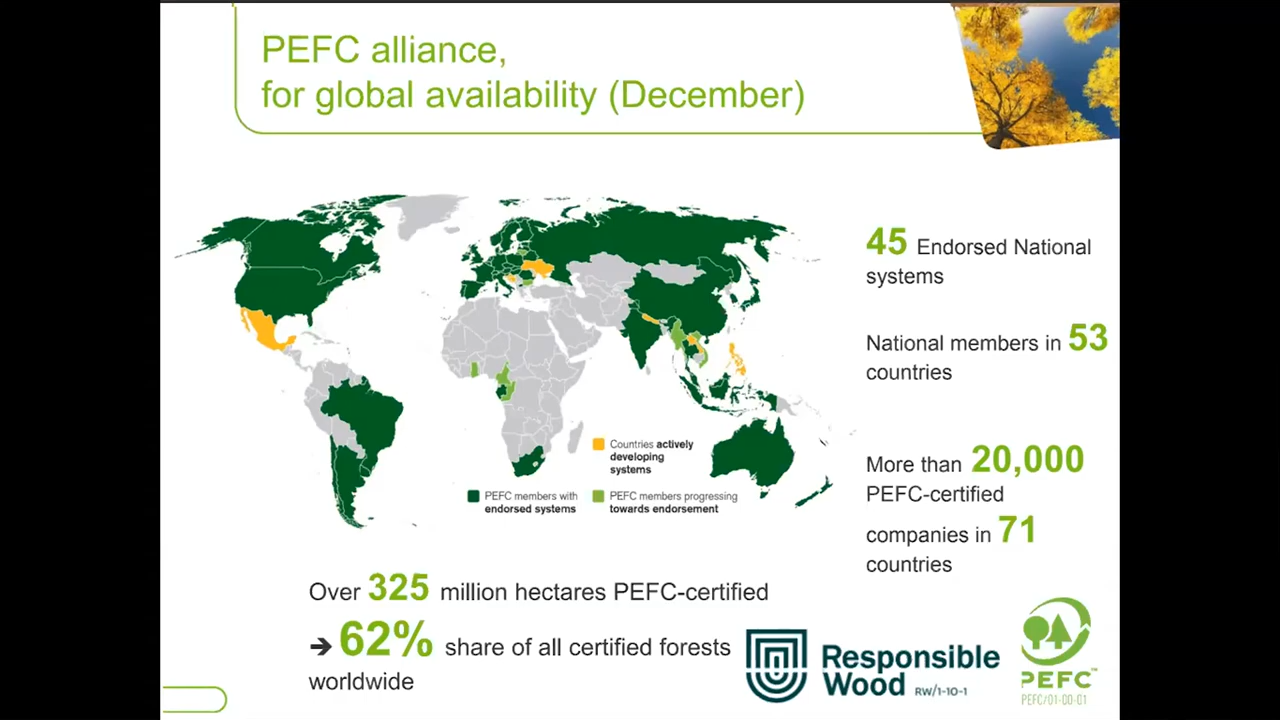 PEFC alliance,
for global availability (December)
45 Endorsed National
systems
National members in 53
countries
More than 20,000
PEFC-certified
companies in 71
countries
Countries actively
developing
systems
PEFC members with
endorsed systems
PEFC members progressing
towards endorsement
Over 325 million hectares PEFC-certified
➔ 62% share of all certified forests
worldwide
Responsible
Wood RW/1-10-1
PEFC™
PEFC/01-00-01